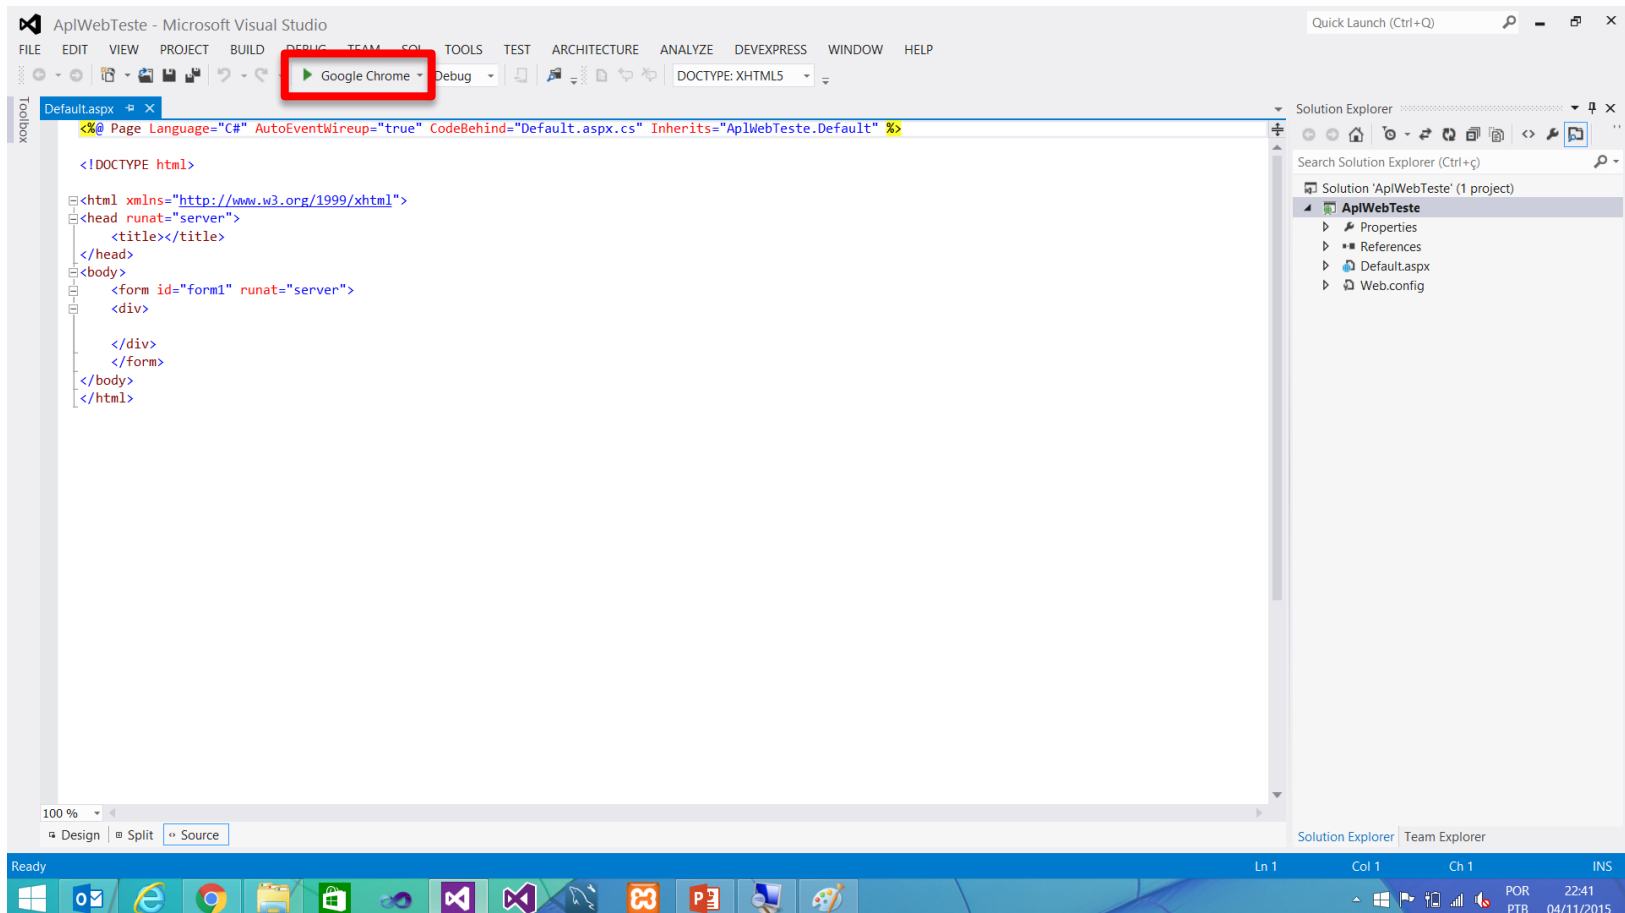 AplWebTeste - Microsoft Visual Studio
Quick Launch (Ctrl+Q)
FILE EDIT VIEW PROJECT BUILD DEBUG TEAM SQL TOOLS TEST ARCHITECTURE ANALYZE DEVEXPRESS WINDOW HELP
Google Chrome Debug DOCTYPE: XHTML5
Toolbox
Default.aspx
Solution Explorer
<%@ Page Language="C#" AutoEventWireup="true" CodeBehind="Default.aspx.cs" Inherits="AplWebTeste.Default" %>
<!DOCTYPE html>
<html xmlns="http://www.w3.org/1999/xhtml">
<head runat="server">
<title></title>
</head>
<body>
<form id="form1" runat="server">
<div>
</div>
</form>
</body>
</html>
Search Solution Explorer (Ctrl+ç)
Solution 'AplWebTeste' (1 project)
AplWebTeste
Properties
References
Default.aspx
Web.config
100 %
Design Split Source
Solution Explorer Team Explorer
Ready Ln 1 Col 1 Ch 1 INS
POR 22:41
PTB 04/11/2015